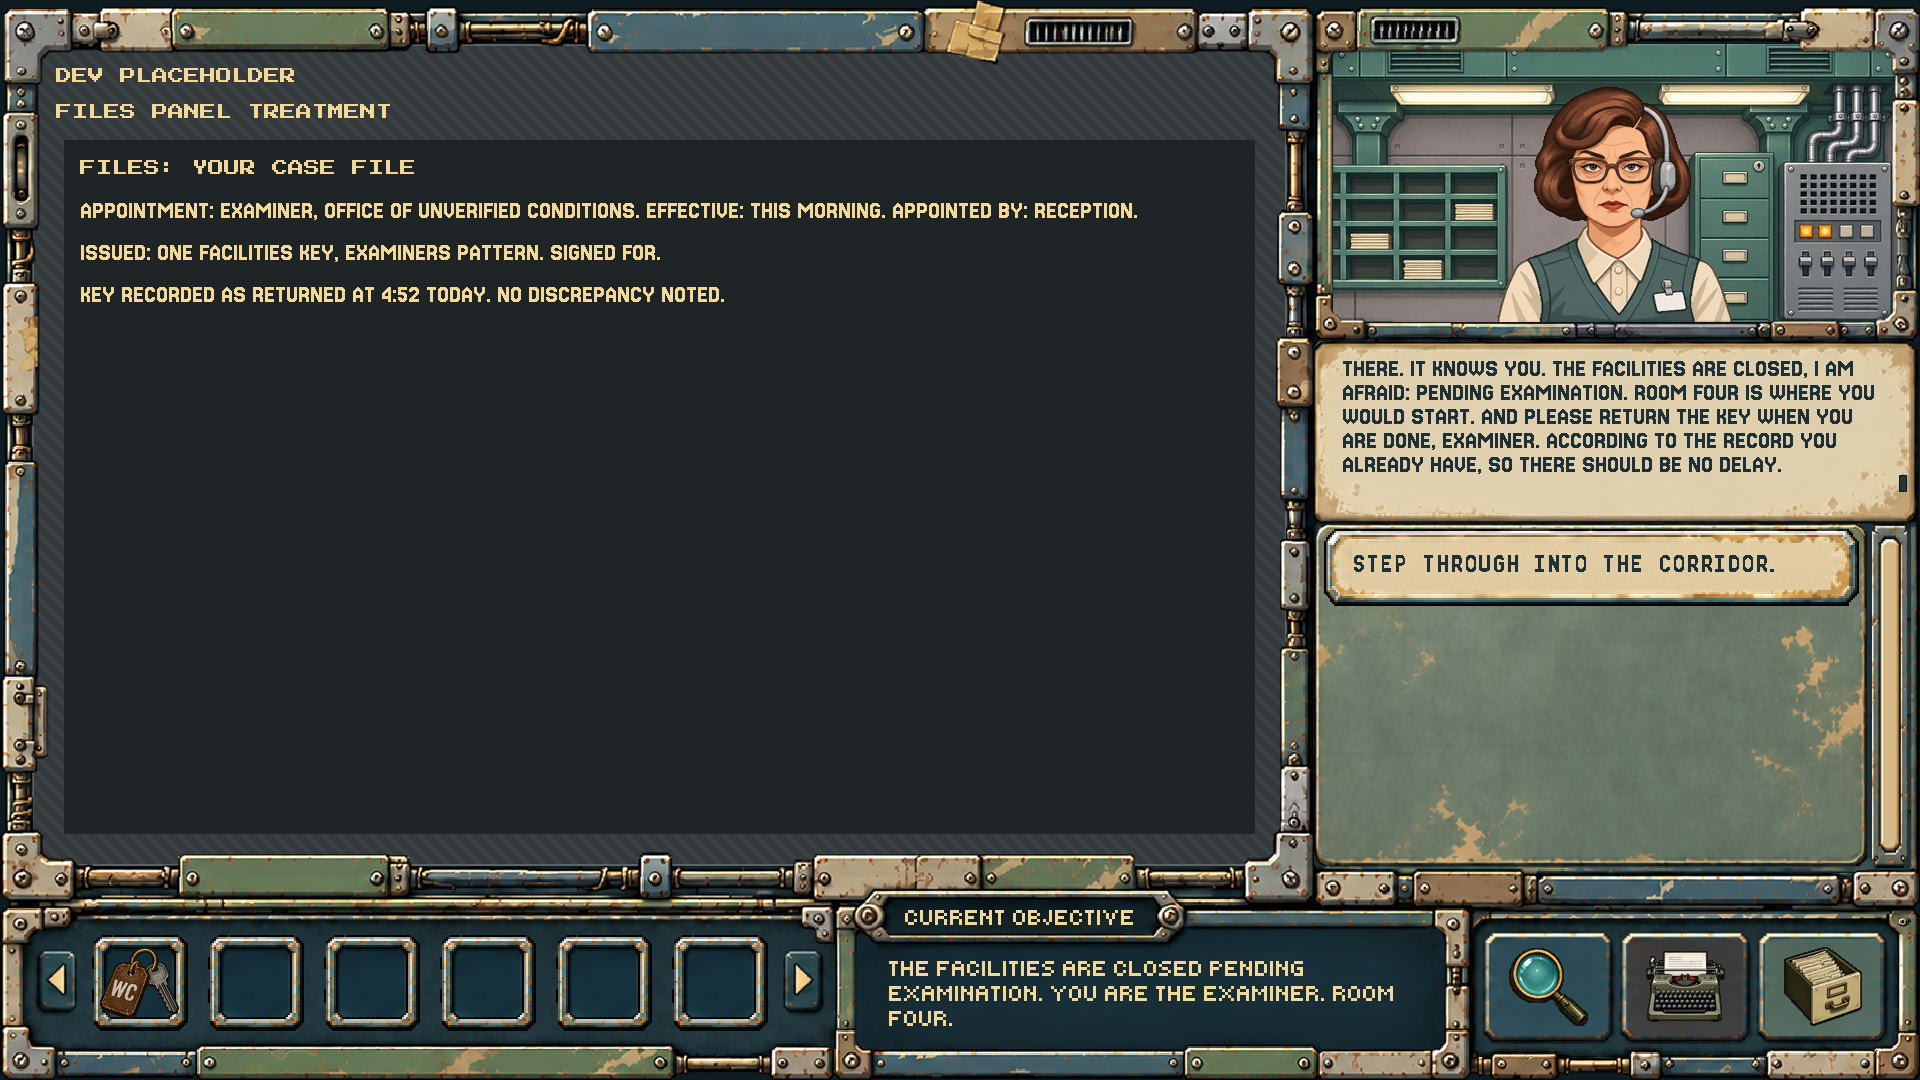 DEV PLACEHOLDER
FILES PANEL TREATMENT
FILES: YOUR CASE FILE
APPOINTMENT: EXAMINER, OFFICE OF UNVERIFIED CONDITIONS. EFFECTIVE: THIS MORNING. APPOINTED BY: RECEPTION.
ISSUED: ONE FACILITIES KEY, EXAMINERS PATTERN. SIGNED FOR.
KEY RECORDED AS RETURNED AT 4:52 TODAY. NO DISCREPANCY NOTED.
THERE. IT KNOWS YOU. THE FACILITIES ARE CLOSED, I AM
AFRAID: PENDING EXAMINATION. ROOM FOUR IS WHERE YOU
WOULD START. AND PLEASE RETURN THE KEY WHEN YOU
ARE DONE, EXAMINER. ACCORDING TO THE RECORD YOU
ALREADY HAVE, SO THERE SHOULD BE NO DELAY.
STEP THROUGH INTO THE CORRIDOR.
WC
CURRENT OBJECTIVE
THE FACILITIES ARE CLOSED PENDING
EXAMINATION. YOU ARE THE EXAMINER. ROOM
FOUR.